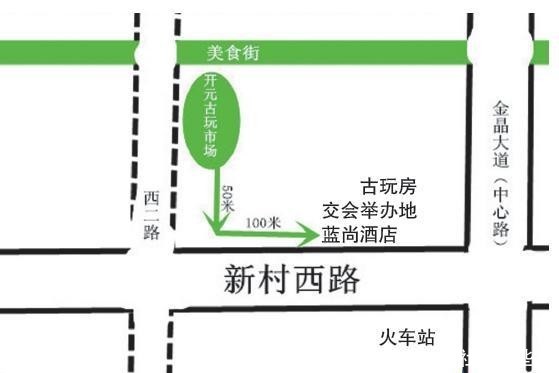 美食街
开元古玩市场
50米
100米
西二路
金晶大道（中心路）
古玩房
交会举办地
蓝尚酒店
新村西路
火车站